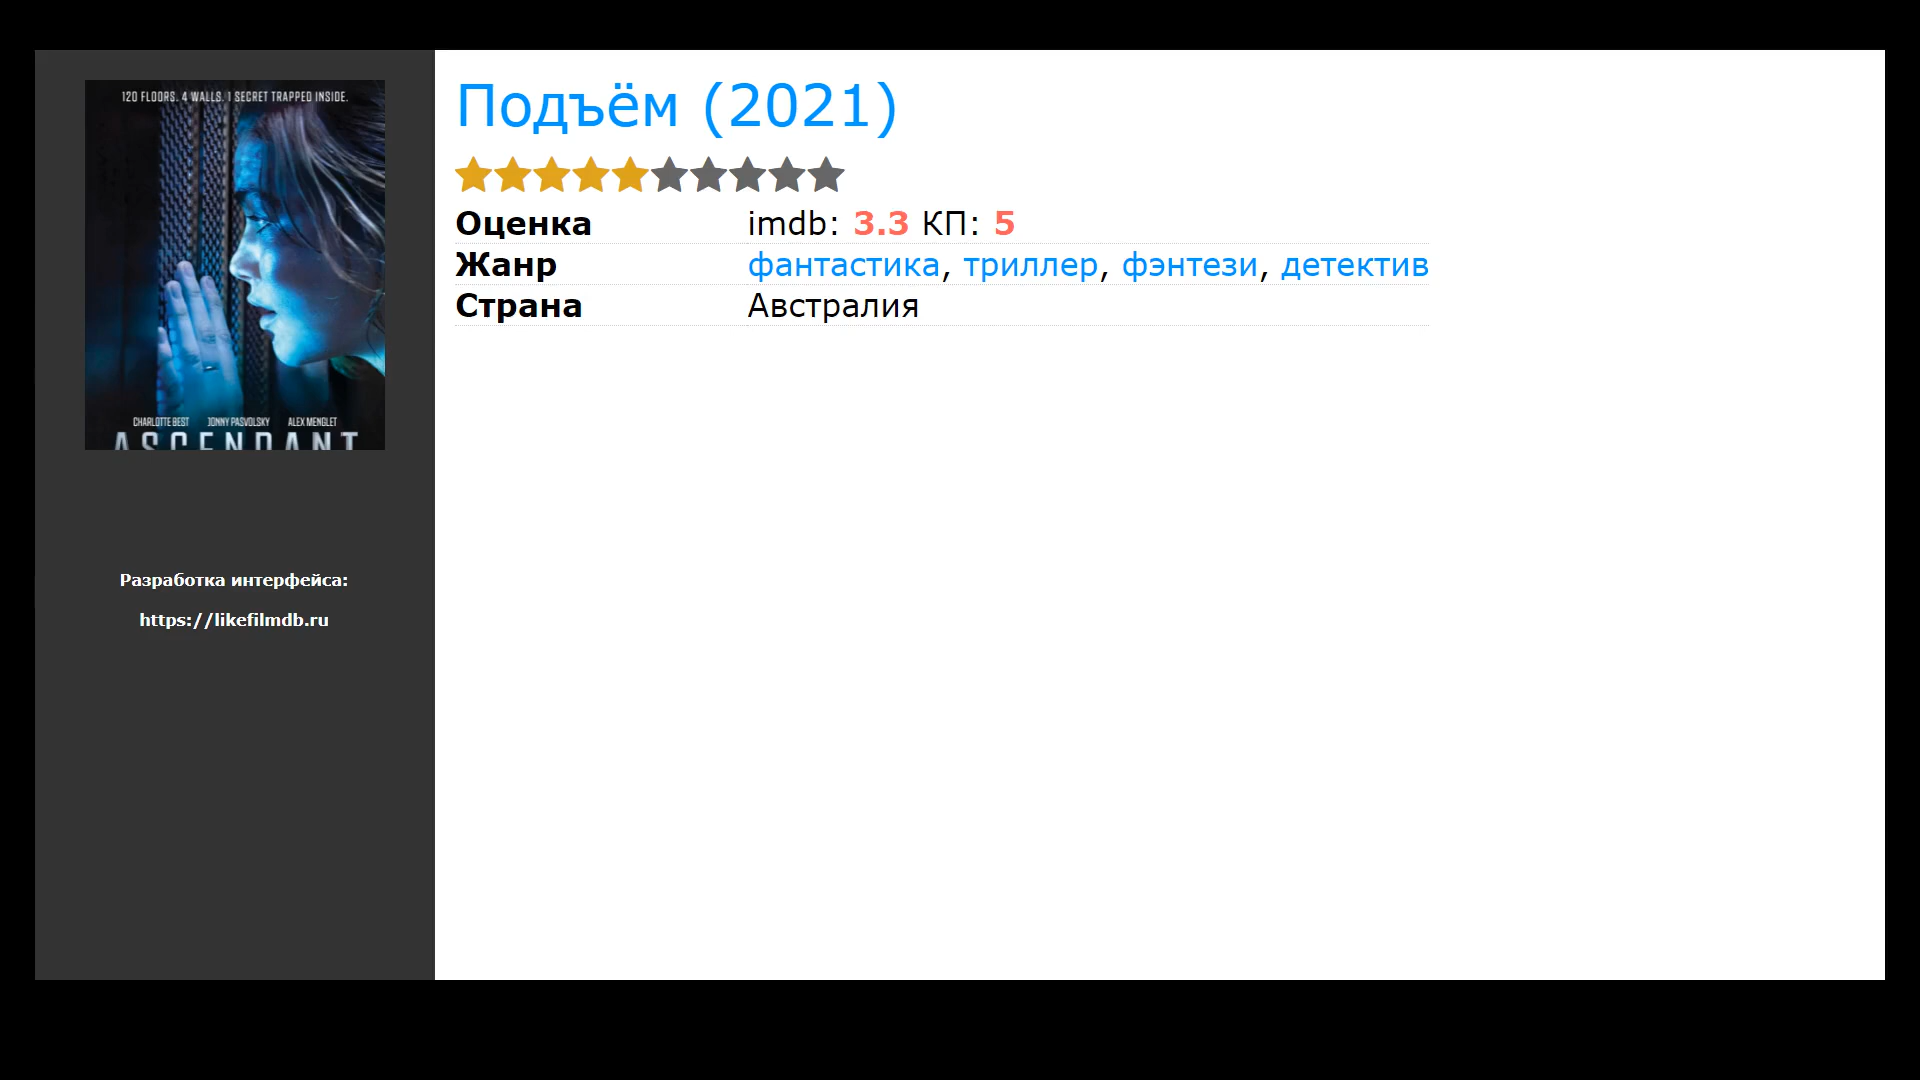 120 FLOORS. 4 WALLS. 1 SECRET TRAPPED INSIDE.
CHARLOTTE BEST JONNY PASVOLSKY ALEX MENGLET
ASCENDANT
Разработка интерфейса:
https://likefilmdb.ru
Подъём (2021)
Оценка imdb: 3.3 КП: 5
Жанр фантастика, триллер, фэнтези, детектив
Страна Австралия